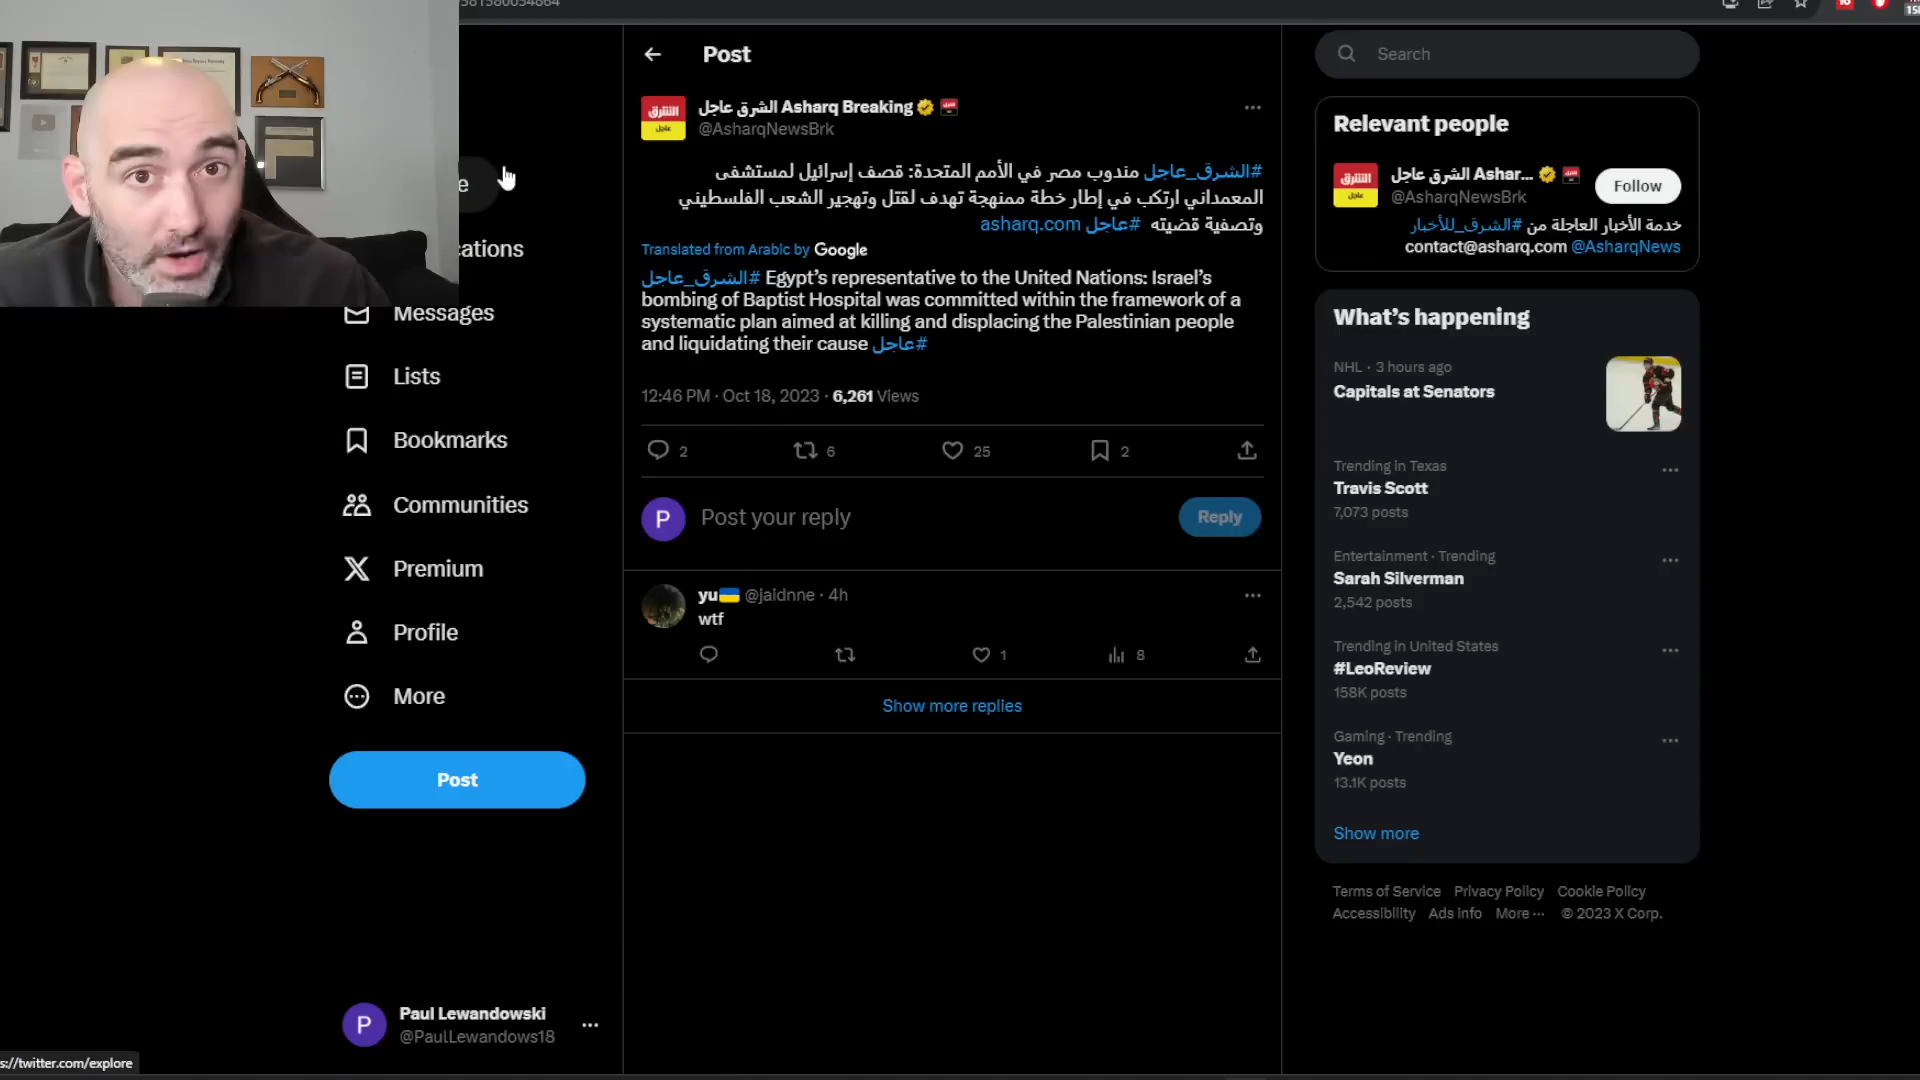 581580054864
e
cations
Messages
Lists
Bookmarks
Communities
Premium
Profile
More
Post
P
Paul Lewandowski
@PaulLewandows18
s://twitter.com/explore
Post
الشرق عاجل Asharq Breaking
@AsharqNewsBrk
#الشرق_عاجل مندوب مصر في الأمم المتحدة: قصف إسرائيل لمستشفى
المعمداني ارتكب في إطار خطة ممنهجة تهدف لقتل وتهجير الشعب الفلسطيني
وتصفية قضيته #عاجل asharq.com
Translated from Arabic by Google
#الشرق_عاجل Egypt's representative to the United Nations: Israel's
bombing of Baptist Hospital was committed within the framework of a
systematic plan aimed at killing and displacing the Palestinian people
and liquidating their cause #عاجل
12:46 PM · Oct 18, 2023 · 6,261 Views
2 6 25 2
P Post your reply Reply
yu @jaidnne · 4h
wtf
1 8
Show more replies
Search
Relevant people
الشرق عاجل Ashar...
@AsharqNewsBrk
Follow
خدمة الأخبار العاجلة من #الشرق_للأخبار
contact@asharq.com @AsharqNews
What's happening
NHL · 3 hours ago
Capitals at Senators
Trending in Texas
Travis Scott
7,073 posts
Entertainment · Trending
Sarah Silverman
2,542 posts
Trending in United States
#LeoReview
158K posts
Gaming · Trending
Yeon
13.1K posts
Show more
Terms of Service Privacy Policy Cookie Policy
Accessibility Ads info More ··· © 2023 X Corp.